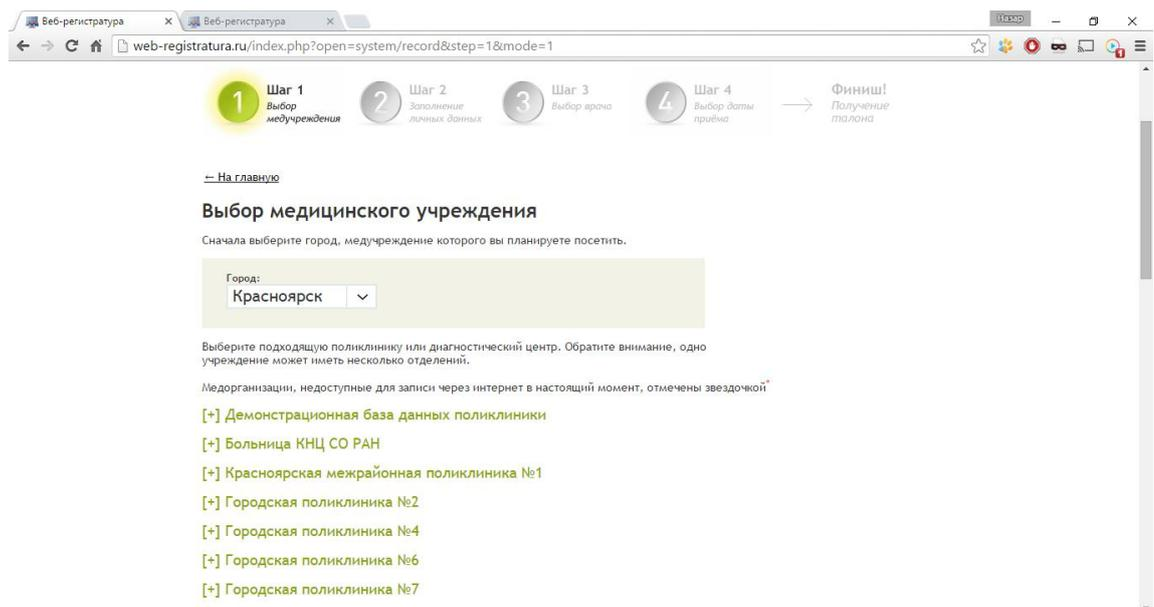 Веб-регистратура
Веб-регистратура
Назар
web-registratura.ru/index.php?open=system/record&step=1&mode=1
1
Шаг 1
Выбор
медучреждения
2
Шаг 2
Заполнение
личных данных
3
Шаг 3
Выбор врача
4
Шаг 4
Выбор даты
приёма
Финиш!
Получение
талона
← На главную
Выбор медицинского учреждения
Сначала выберите город, медучреждение которого вы планируете посетить.
Город:
Красноярск
Выберите подходящую поликлинику или диагностический центр. Обратите внимание, одно
учреждение может иметь несколько отделений.
Медорганизации, недоступные для записи через интернет в настоящий момент, отмечены звездочкой*
[+] Демонстрационная база данных поликлиники
[+] Больница КНЦ СО РАН
[+] Красноярская межрайонная поликлиника №1
[+] Городская поликлиника №2
[+] Городская поликлиника №4
[+] Городская поликлиника №6
[+] Городская поликлиника №7